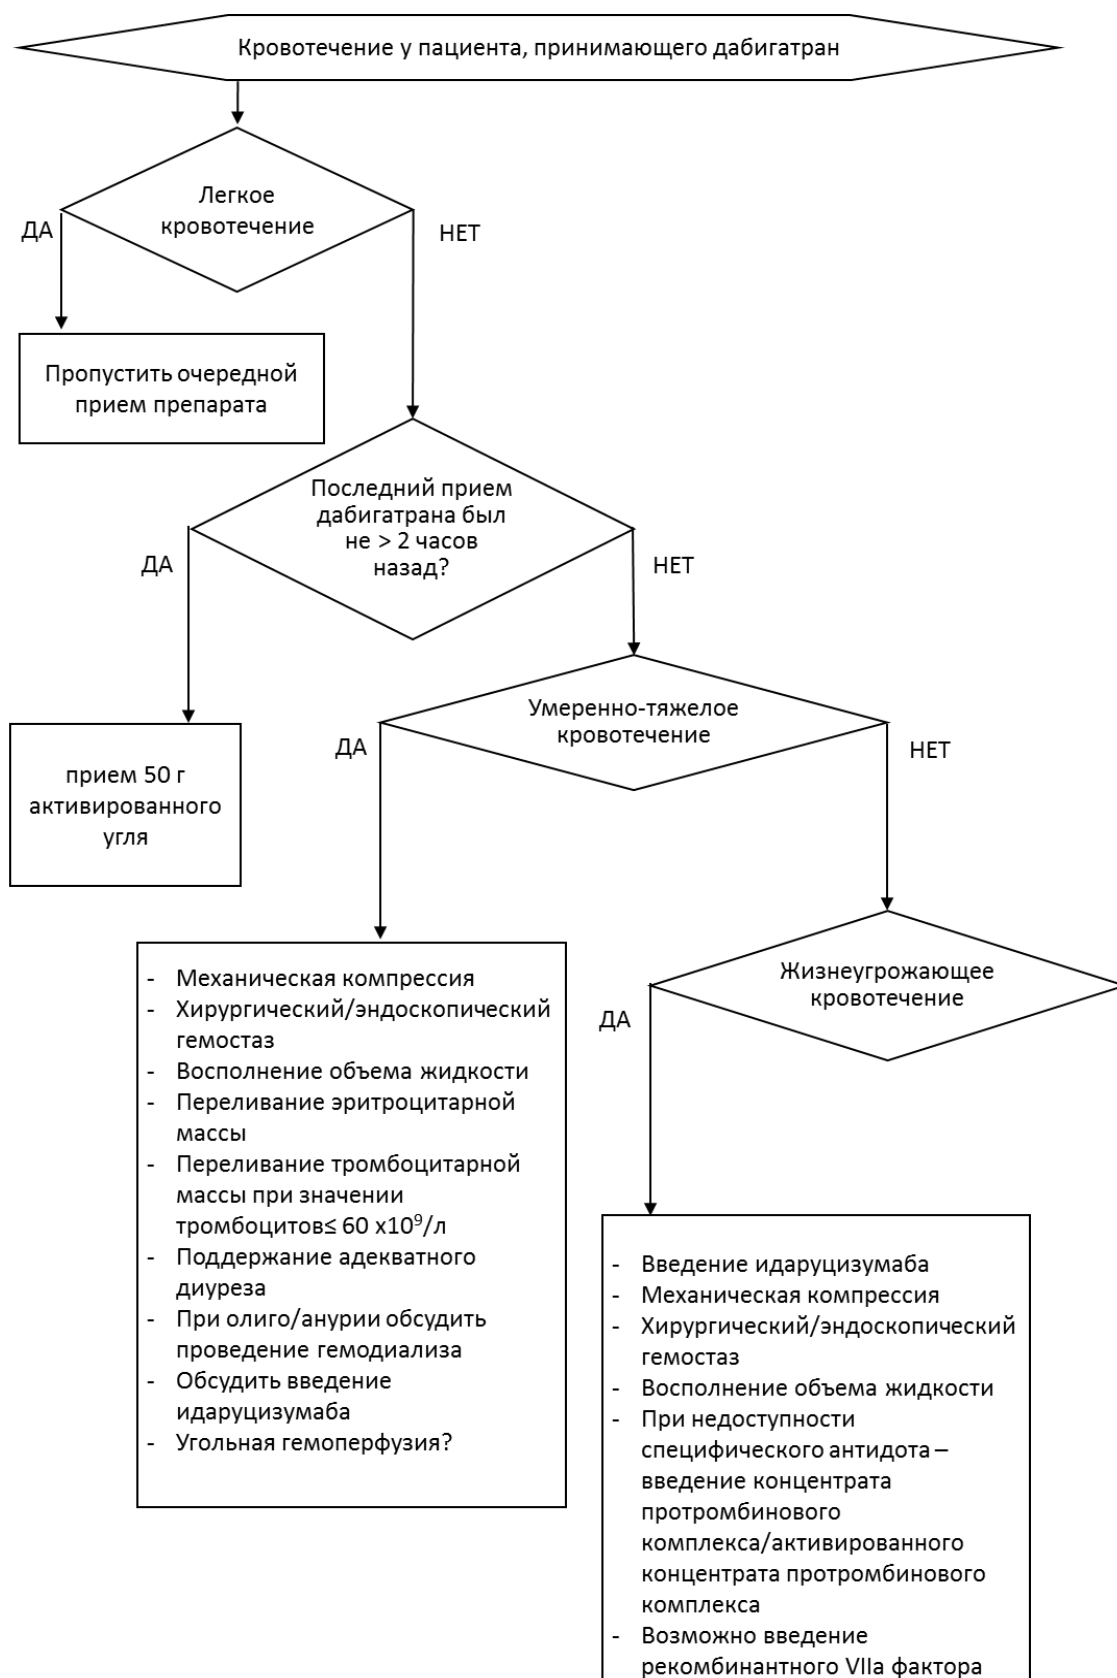 Кровотечение у пациента, принимающего дабигатран
Легкое
кровотечение
ДА
НЕТ
Пропустить очередной
прием препарата
Последний прием
дабигатрана был
не > 2 часов
назад?
ДА
НЕТ
Умеренно-тяжелое
кровотечение
ДА
НЕТ
прием 50 г
активированного
угля
Жизнеугрожающее
кровотечение
ДА
- Механическая компрессия
- Хирургический/эндоскопический
гемостаз
- Восполнение объема жидкости
- Переливание эритроцитарной
массы
- Переливание тромбоцитарной
массы при значении
тромбоцитов≤ 60 х10⁹/л
- Поддержание адекватного
диуреза
- При олиго/анурии обсудить
проведение гемодиализа
- Обсудить введение
идаруцизумаба
- Угольная гемоперфузия?
- Введение идаруцизумаба
- Механическая компрессия
- Хирургический/эндоскопический
гемостаз
- Восполнение объема жидкости
- При недоступности
специфического антидота –
введение концентрата
протромбинового
комплекса/активированного
концентрата протромбинового
комплекса
- Возможно введение
рекомбинантного VIIa фактора